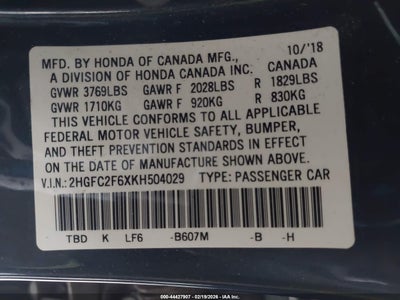 MFD. BY HONDA OF CANADA MFG., 10/'18
A DIVISION OF HONDA CANADA INC. CANADA
GVWR 3769LBS GAWR F 2028LBS R 1829LBS
GVWR 1710KG GAWR F 920KG R 830KG
THIS VEHICLE CONFORMS TO ALL APPLICABLE
FEDERAL MOTOR VEHICLE SAFETY, BUMPER,
AND THEFT PREVENTION STANDARDS IN EFFECT
ON THE DATE OF MANUFACTURE SHOWN ABOVE.
V.I.N.: 2HGFC2F6XKH504029 TYPE: PASSENGER CAR
TBD K LF6 -B607M -B -H
000-44427907 - 02/19/2026 - IAA Inc.